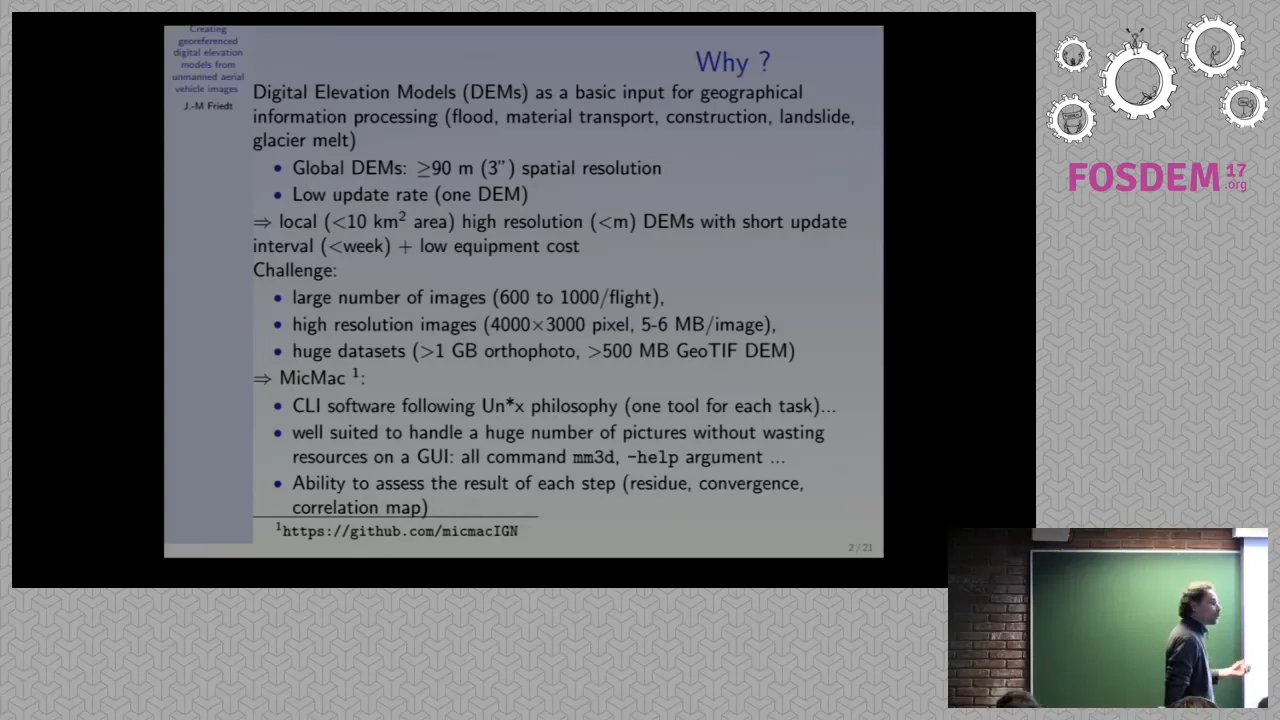 Creating
georeferenced
digital elevation
models from
unmanned aerial
vehicle images
J.-M Friedt
Why ?
Digital Elevation Models (DEMs) as a basic input for geographical
information processing (flood, material transport, construction, landslide,
glacier melt)
• Global DEMs: ≥90 m (3”) spatial resolution
• Low update rate (one DEM)
⇒ local (<10 km² area) high resolution (<m) DEMs with short update
interval (<week) + low equipment cost
Challenge:
• large number of images (600 to 1000/flight),
• high resolution images (4000×3000 pixel, 5-6 MB/image),
• huge datasets (>1 GB orthophoto, >500 MB GeoTIF DEM)
⇒ MicMac ¹:
• CLI software following Un*x philosophy (one tool for each task)...
• well suited to handle a huge number of pictures without wasting
resources on a GUI: all command mm3d, -help argument ...
• Ability to assess the result of each step (residue, convergence,
correlation map)
¹https://github.com/micmacIGN
2 / 21
FOSDEM 17
.org